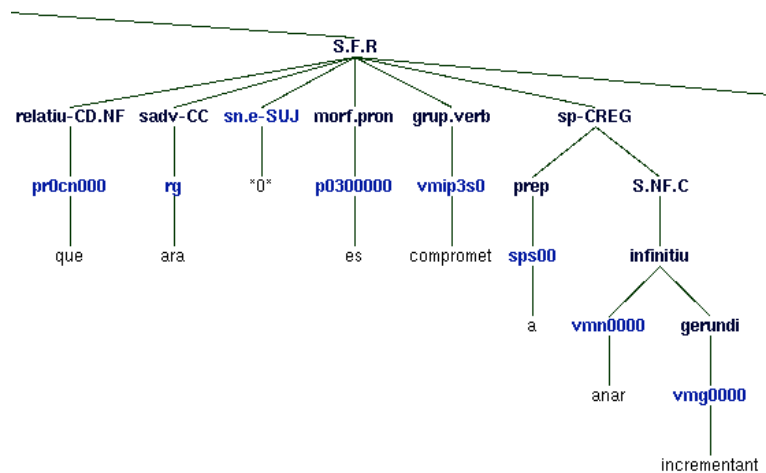 S.F.R
relatiu-CD.NF sadv-CC sn.e-SUJ morf.pron grup.verb sp-CREG
pr0cn000 rg *0* p0300000 vmip3s0 prep S.NF.C
que ara es compromet sps00 infinitiu
a vmn0000 gerundi
anar vmg0000
incrementant